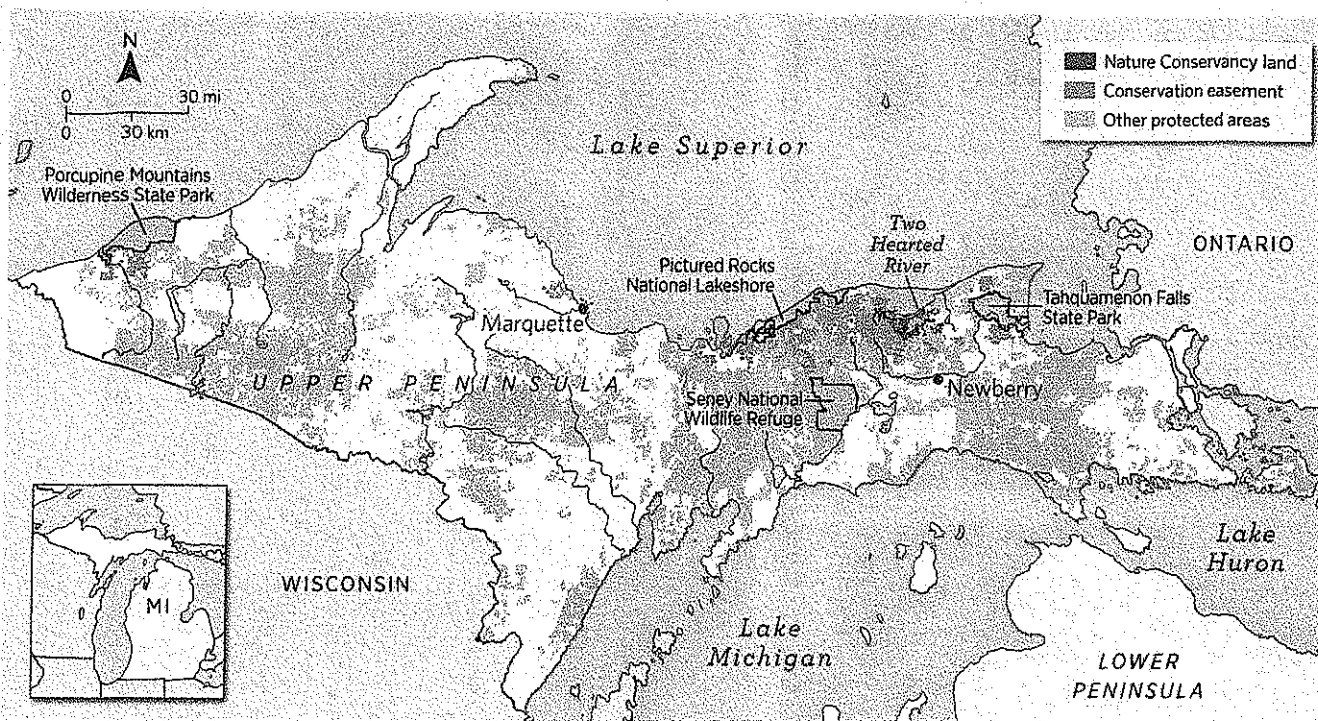 N
0 30 mi
0 30 km
Nature Conservancy land
Conservation easement
Other protected areas
Lake Superior
Porcupine Mountains
Wilderness State Park
ONTARIO
Two
Hearted
River
Pictured Rocks
National Lakeshore
Tahquamenon Falls
State Park
Marquette
UPPER PENINSULA
Newberry
Seney National
Wildlife Refuge
Lake
Huron
WISCONSIN
MI
Lake
Michigan
LOWER
PENINSULA